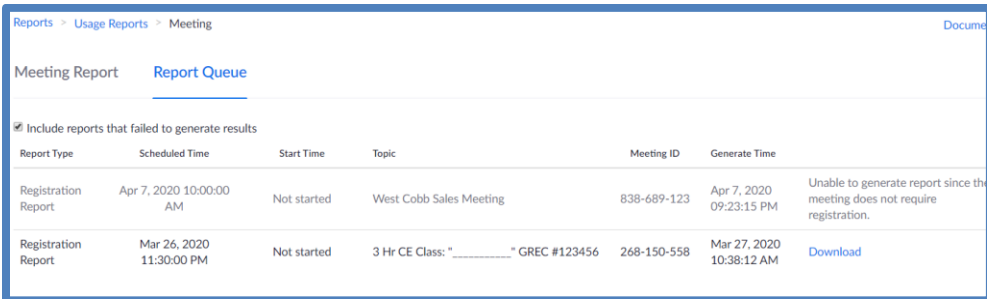 Reports > Usage Reports > Meeting
Meeting Report Report Queue
Include reports that failed to generate results
Report Type Scheduled Time Start Time Topic Meeting ID Generate Time
Registration Report Apr 7, 2020 10:00:00 AM Not started West Cobb Sales Meeting 838-689-123 Apr 7, 2020 09:23:15 PM Unable to generate report since the meeting does not require registration.
Registration Report Mar 26, 2020 11:30:00 PM Not started 3 Hr CE Class: "___________" GREC #123456 268-150-558 Mar 27, 2020 10:38:12 AM Download